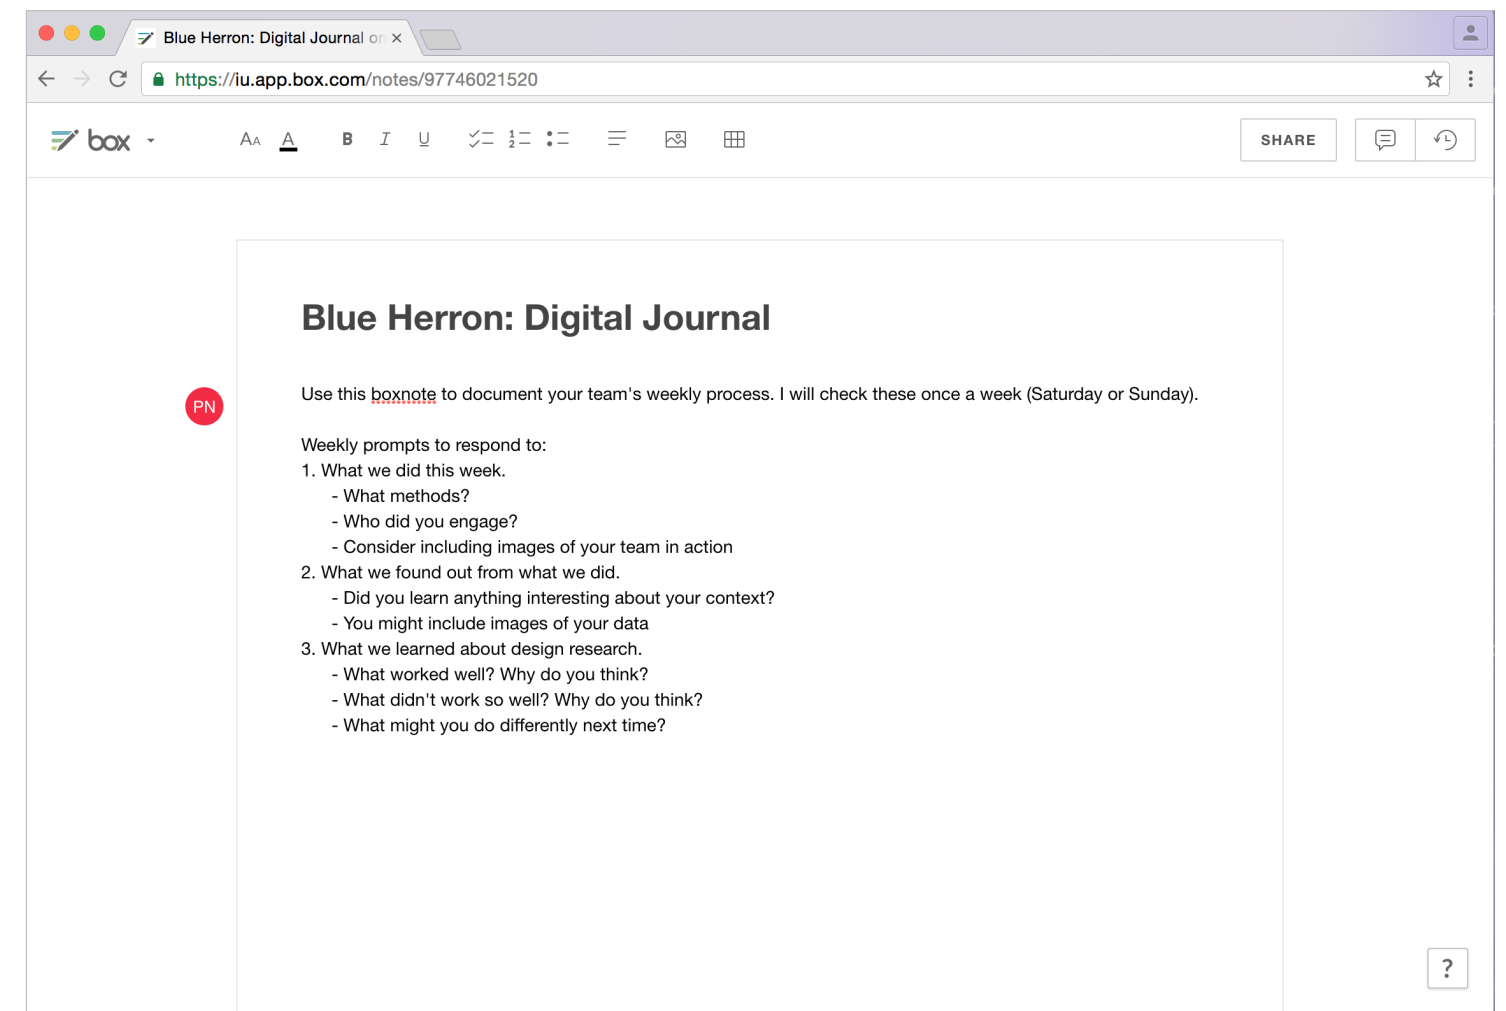 Blue Herron: Digital Journal on
https://iu.app.box.com/notes/97746021520
box
AA A B I U
SHARE
Blue Herron: Digital Journal
PN
Use this boxnote to document your team's weekly process. I will check these once a week (Saturday or Sunday).
Weekly prompts to respond to:
1. What we did this week.
- What methods?
- Who did you engage?
- Consider including images of your team in action
2. What we found out from what we did.
- Did you learn anything interesting about your context?
- You might include images of your data
3. What we learned about design research.
- What worked well? Why do you think?
- What didn't work so well? Why do you think?
- What might you do differently next time?
?